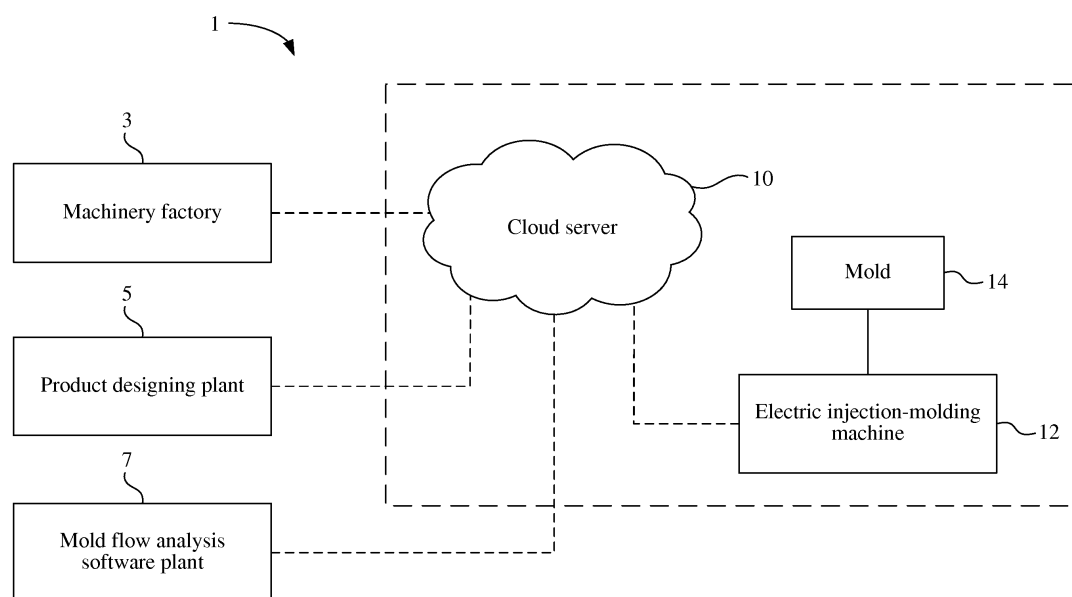 1
3
Machinery factory
10
Cloud server
Mold
14
5
Product designing plant
Electric injection-molding
machine
12
7
Mold flow analysis
software plant